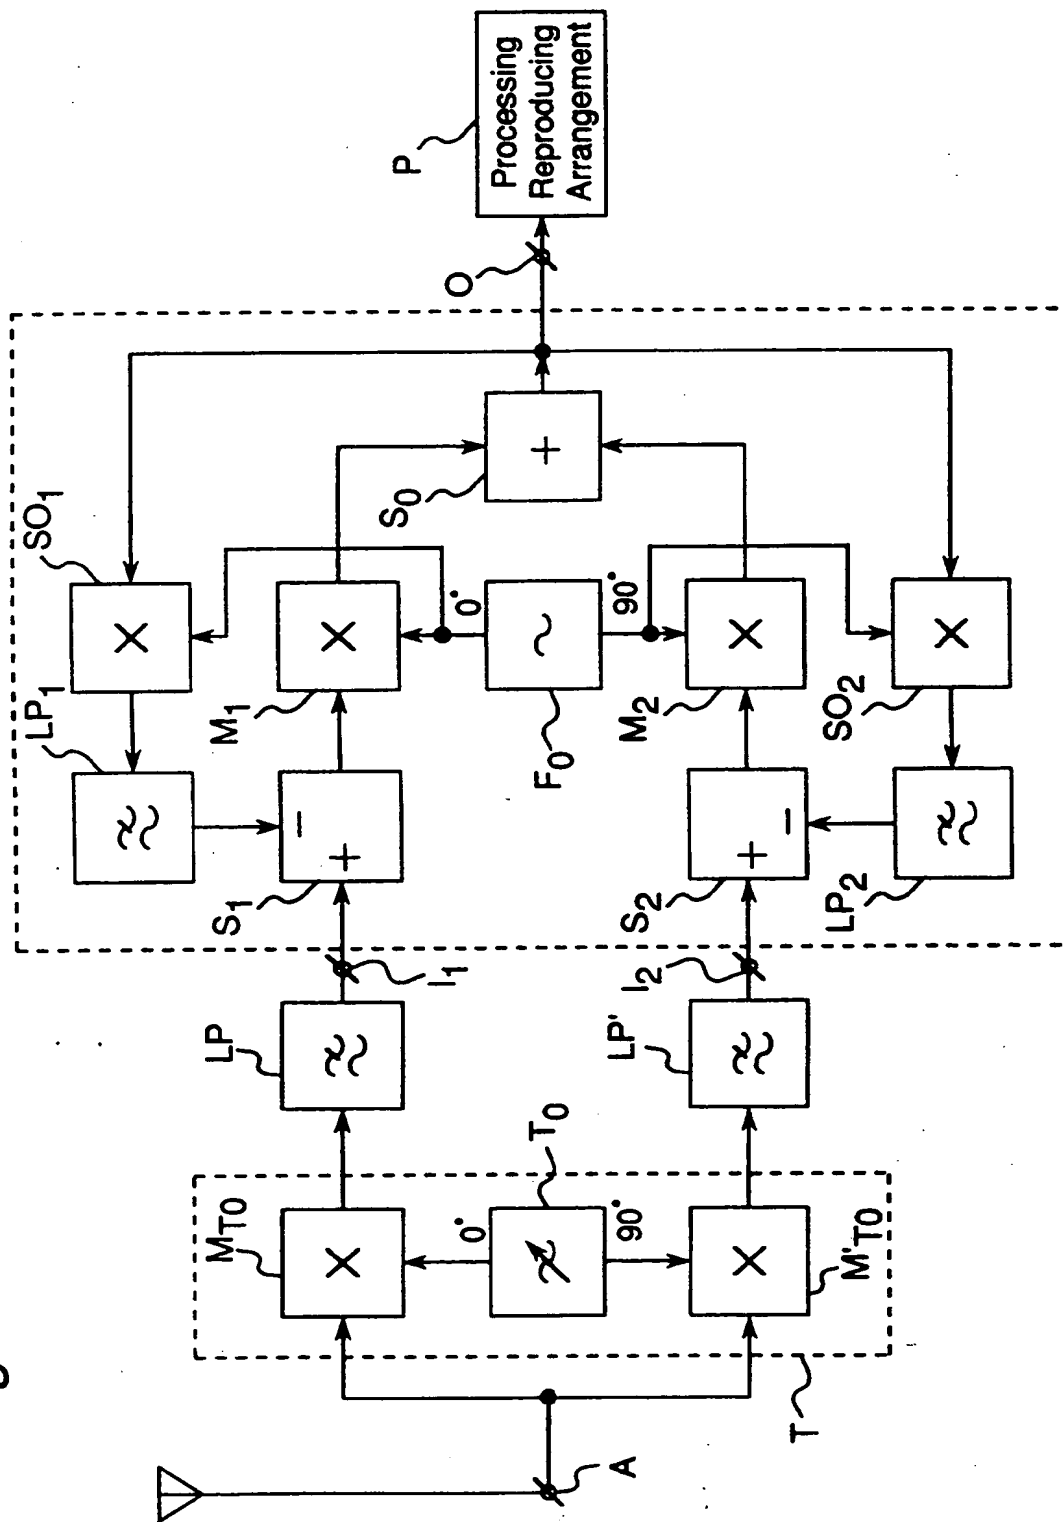 P
Processing
Reproducing
Arrangement
O
SO1
S0
+
×
×
0°
~
90°
×
×
LP1
M1
F0
M2
SO2
−
+
S1
−
+
S2
LP2
I1
I2
LP
LP'
T0
MT0
×
0°
90°
×
M'T0
T
A